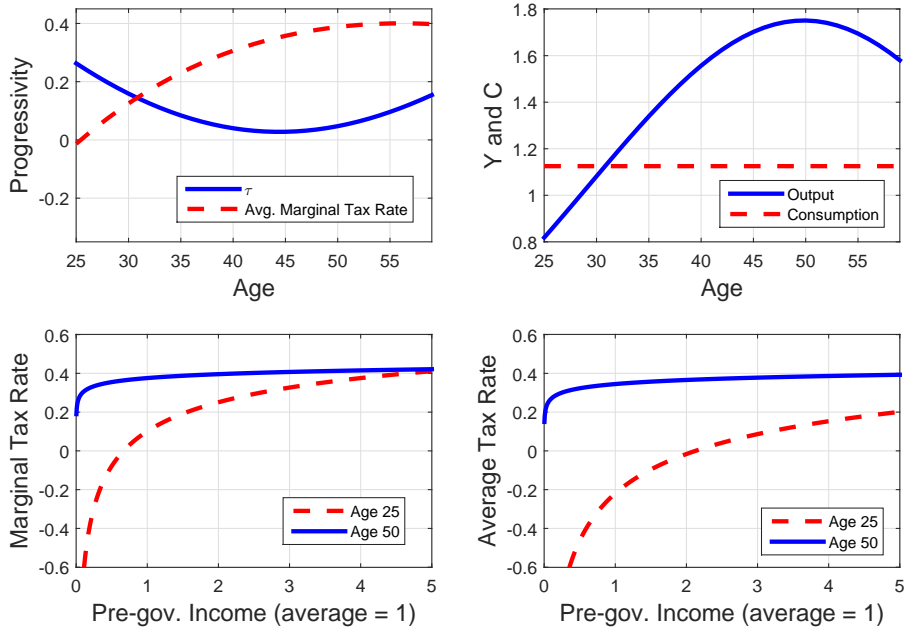 Progressivity
0.4
0.2
0
-0.2
25 30 35 40 45 50 55
Age
τ
Avg. Marginal Tax Rate
Y and C
1.8
1.6
1.4
1.2
1
0.8
25 30 35 40 45 50 55
Age
Output
Consumption
Marginal Tax Rate
0.6
0.4
0.2
0
-0.2
-0.4
-0.6
0 1 2 3 4 5
Pre-gov. Income (average = 1)
Age 25
Age 50
Average Tax Rate
0.6
0.4
0.2
0
-0.2
-0.4
-0.6
0 1 2 3 4 5
Pre-gov. Income (average = 1)
Age 25
Age 50